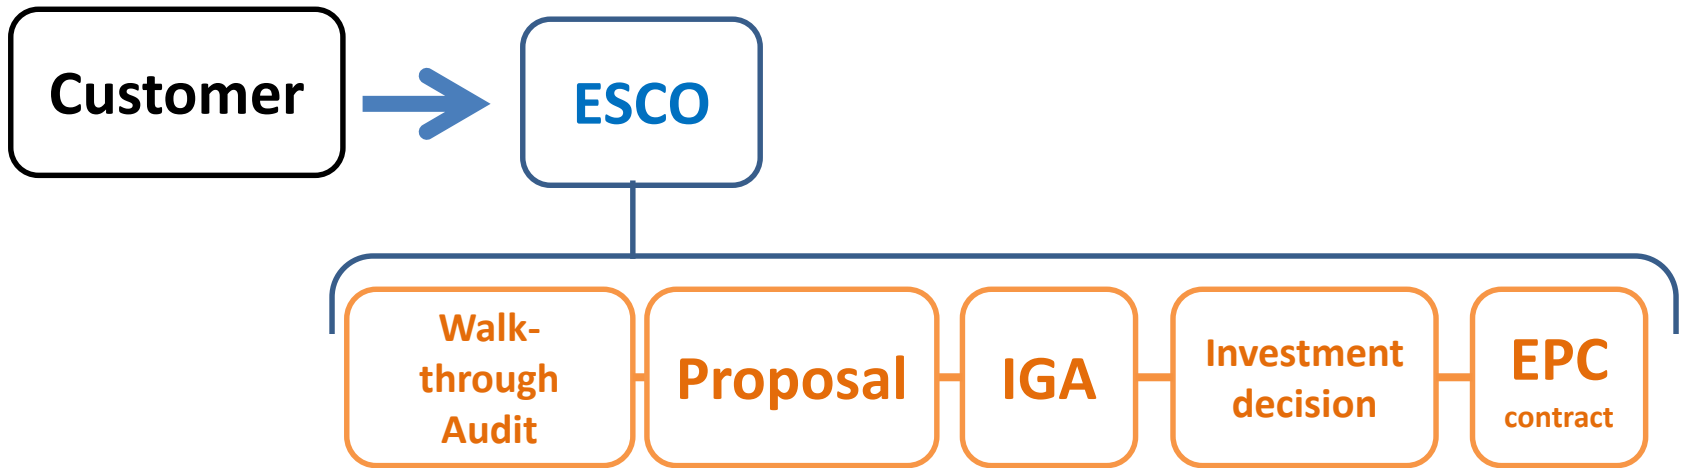 Customer
ESCO
Walk-
through
Audit
Proposal
IGA
Investment
decision
EPC
contract